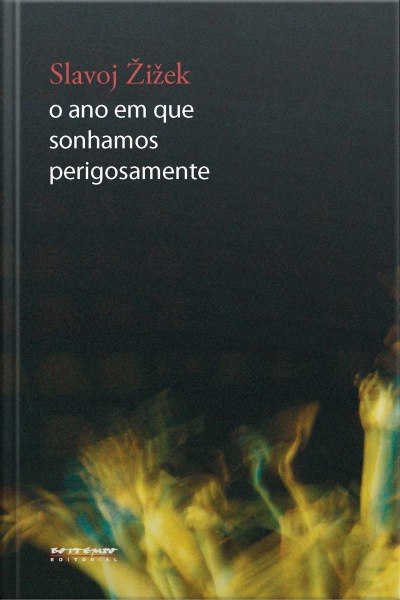 Slavoj Žižek
o ano em que
sonhamos
perigosamente
BOITEMPO
EDITORIAL